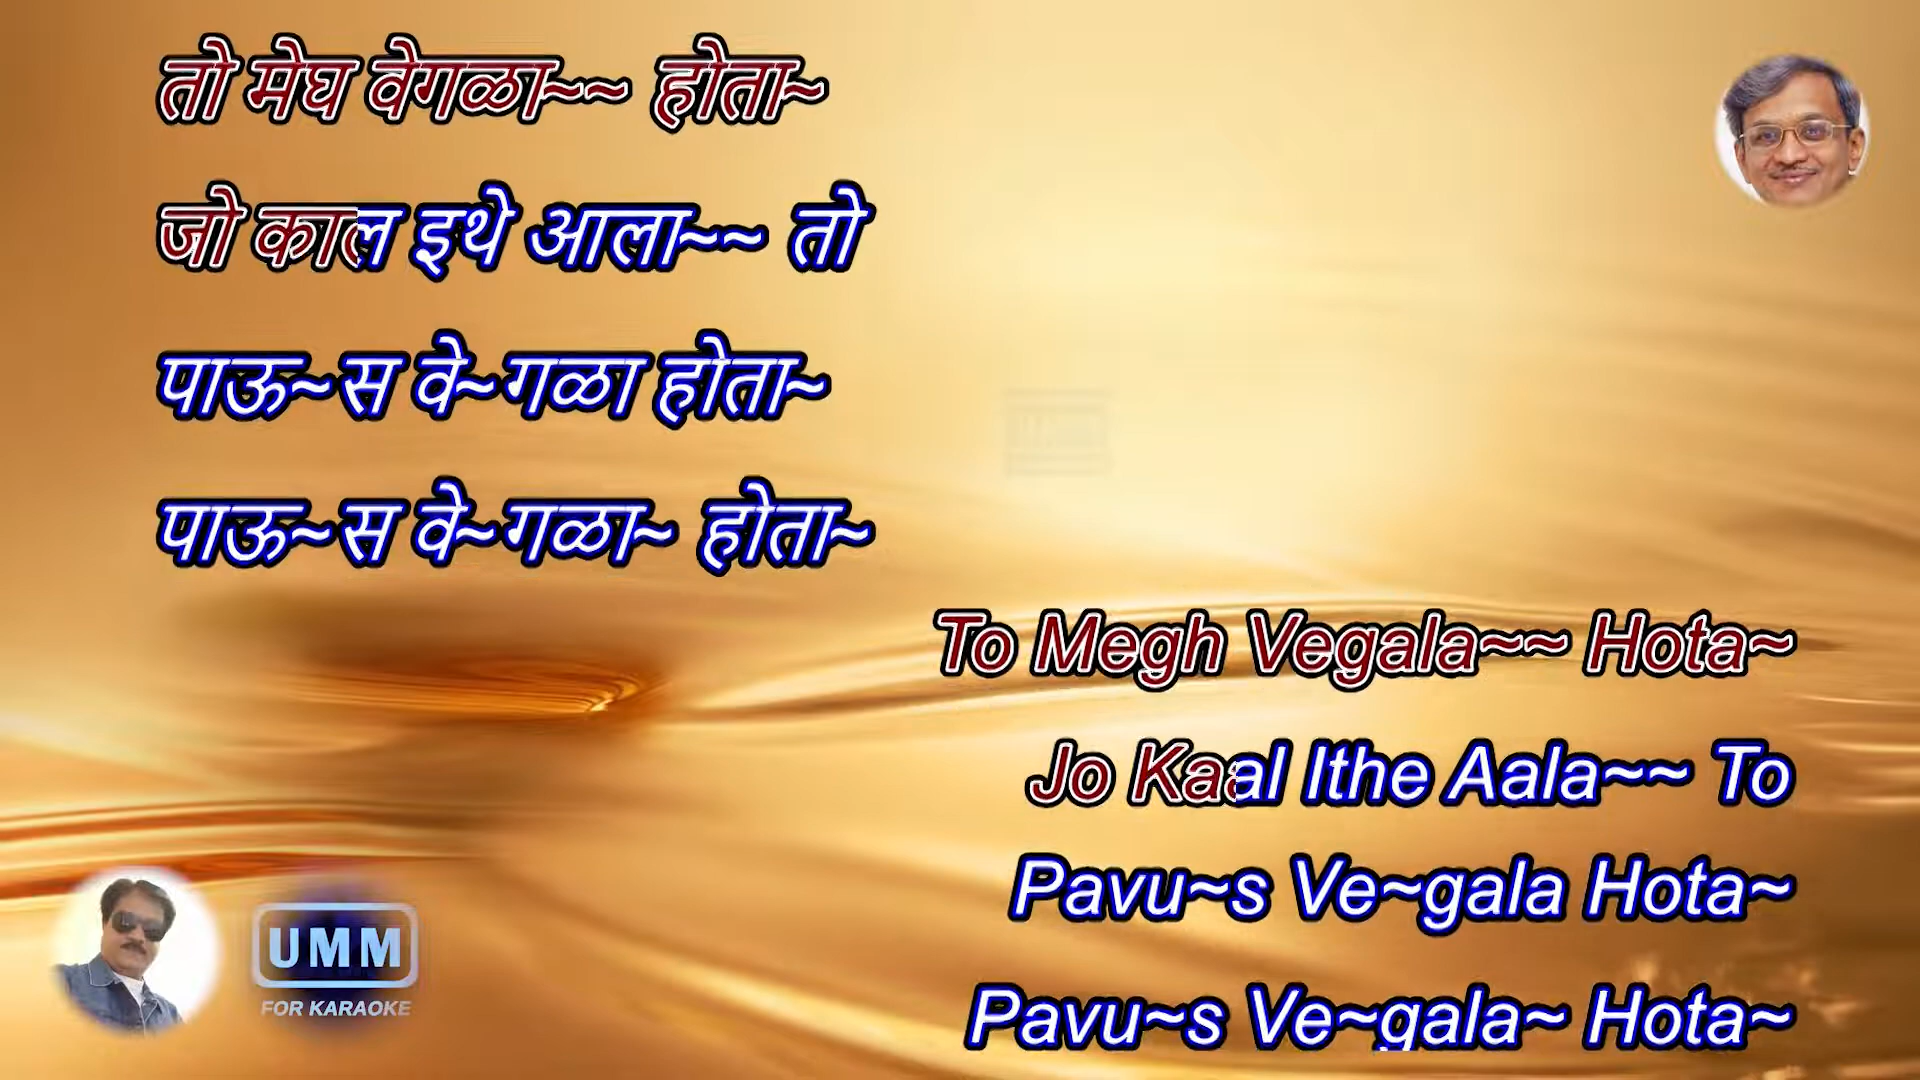 तो मेघ वेगळा~~ होता~
जो काल इथे आला~~ तो
पाऊ~स वे~गळा होता~
पाऊ~स वे~गळा~ होता~
To Megh Vegala~~ Hota~
Jo Kaal Ithe Aala~~ To
Pavu~s Ve~gala Hota~
Pavu~s Ve~gala~ Hota~
UMM
FOR KARAOKE